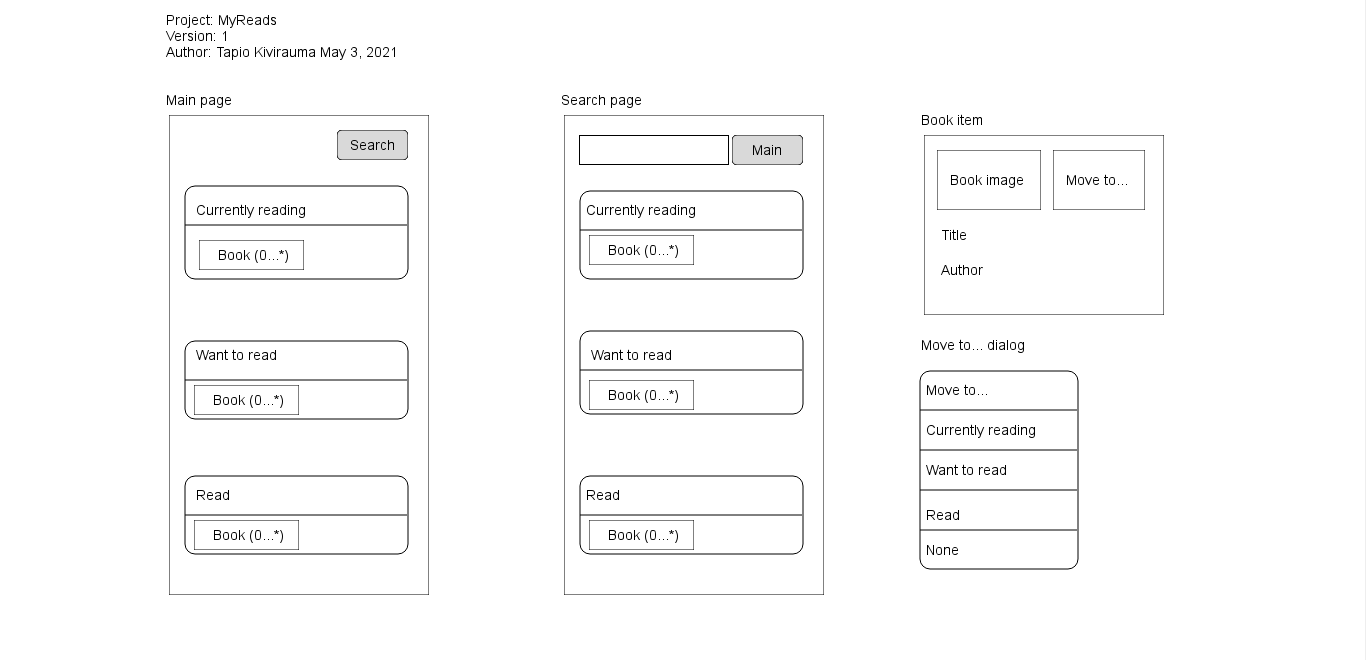 Project: MyReads
Version: 1
Author: Tapio Kivirauma May 3, 2021
Main page
Search
Currently reading
Book (0...*)
Want to read
Book (0...*)
Read
Book (0...*)
Search page
Main
Currently reading
Book (0...*)
Want to read
Book (0...*)
Read
Book (0...*)
Book item
Book image
Move to...
Title
Author
Move to... dialog
Move to...
Currently reading
Want to read
Read
None